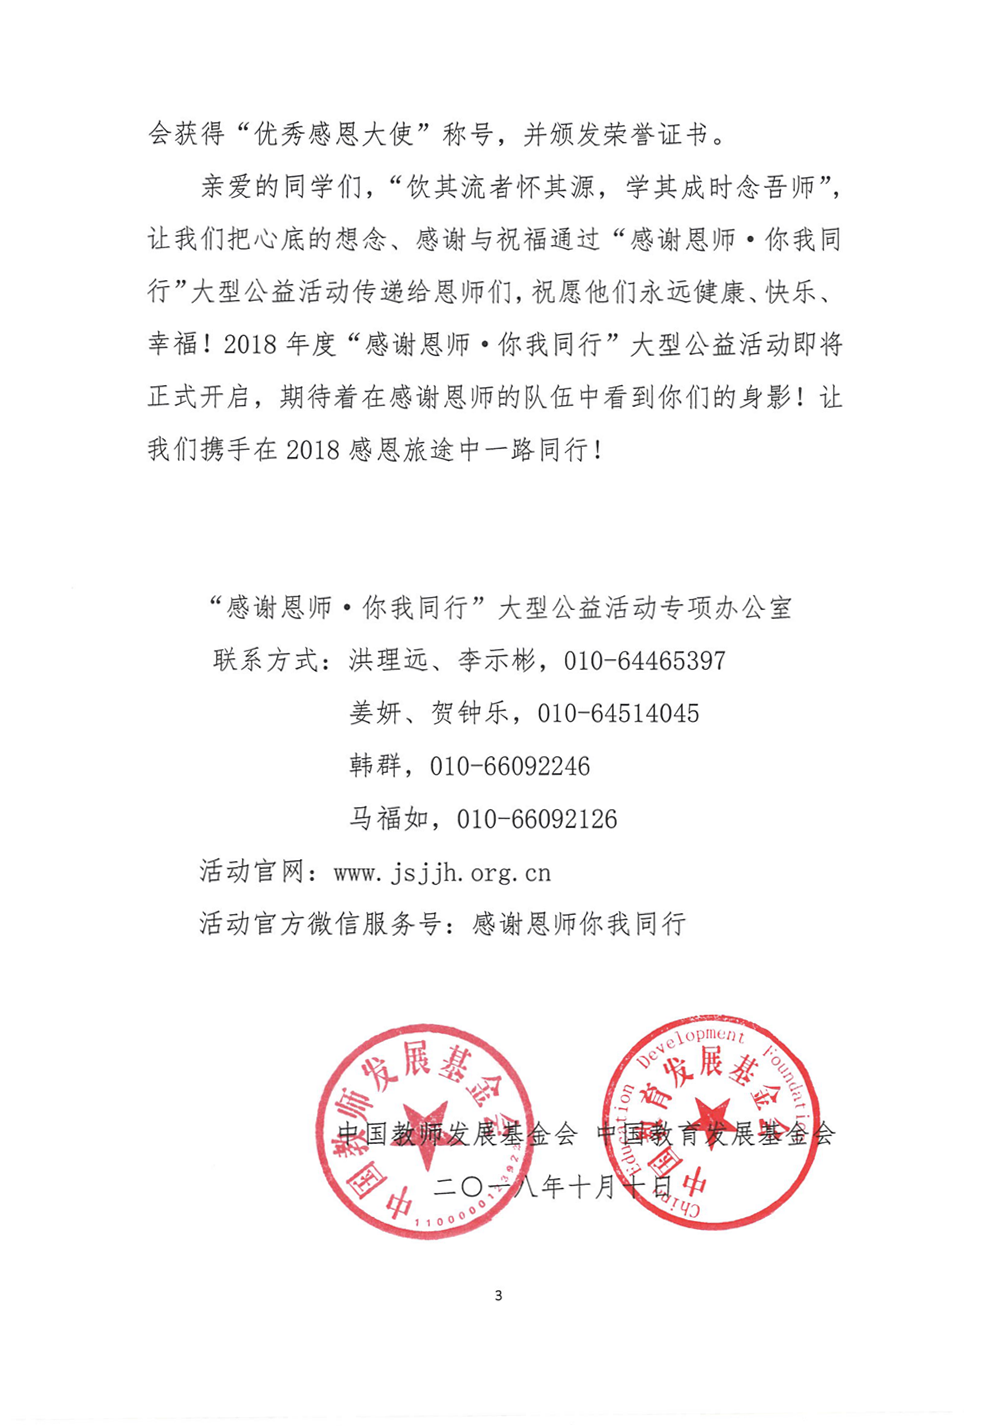 会获得“优秀感恩大使”称号，并颁发荣誉证书。
亲爱的同学们，“饮其流者怀其源，学其成时念吾师”，
让我们把心底的想念、感谢与祝福通过“感谢恩师·你我同
行”大型公益活动传递给恩师们，祝愿他们永远健康、快乐、
幸福！2018 年度“感谢恩师·你我同行”大型公益活动即将
正式开启，期待着在感谢恩师的队伍中看到你们的身影！让
我们携手在 2018 感恩旅途中一路同行！
“感谢恩师·你我同行”大型公益活动专项办公室
联系方式：洪理远、李示彬，010-64465397
姜妍、贺钟乐，010-64514045
韩群，010-66092246
马福如，010-66092126
活动官网：www.jsjjh.org.cn
活动官方微信服务号：感谢恩师你我同行
中国教师发展基金会
1100000123923
China Education Development Foundation
中国教育发展基金会
中国教师发展基金会 中国教育发展基金会
二〇一八年十月十日
3